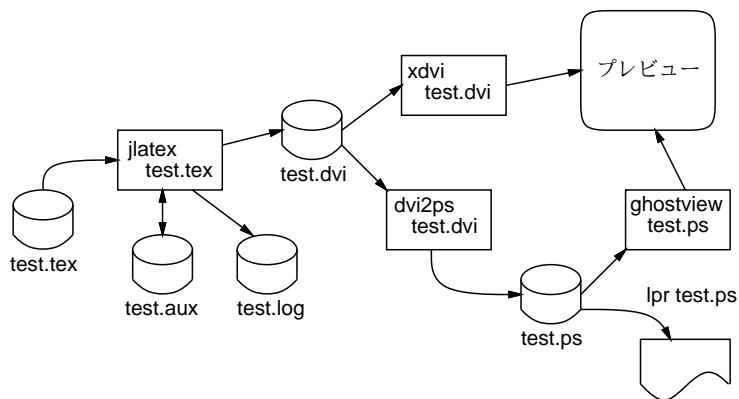 xdvi
test.dvi
プレビュー
jlatex
test.tex
test.dvi
dvi2ps
test.dvi
ghostview
test.ps
test.tex
test.aux
test.log
test.ps
lpr test.ps